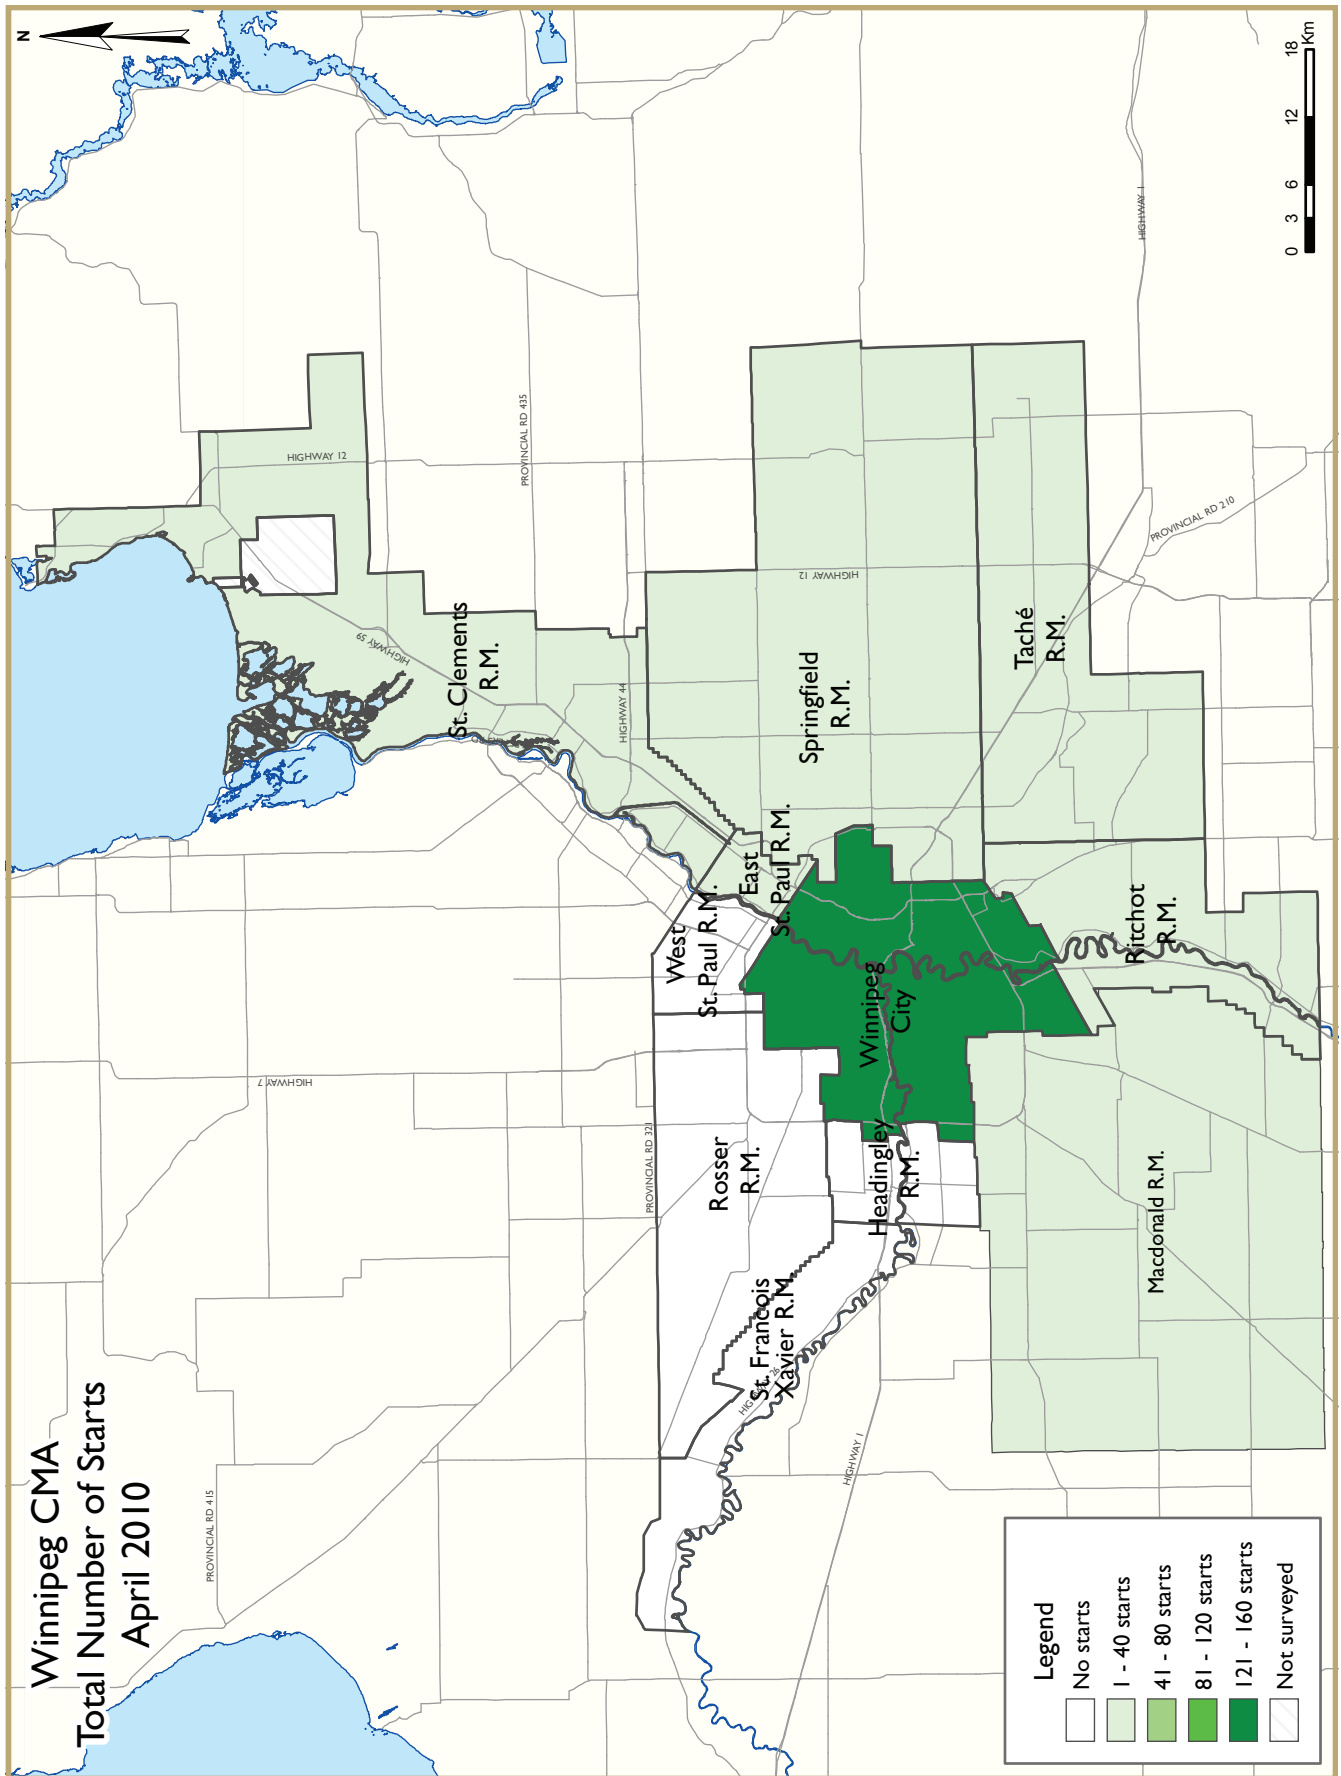 Winnipeg CMA
Total Number of Starts
April 2010
N
HIGHWAY 12
PROVINCIAL RD 435
HIGHWAY 59
St. Clements
R.M.
HIGHWAY 44
HIGHWAY 7
PROVINCIAL RD 415
PROVINCIAL RD 321
West
St. Paul R.M.
East
St. Paul R.M.
Rosser
R.M.
St. Francois
Xavier R.M.
HIGHWAY 26
Springfield
R.M.
HIGHWAY 12
Winnipeg
City
Headingley
R.M.
HIGHWAY 1
Taché
R.M.
HIGHWAY 1
PROVINCIAL RD 210
Ritchot
R.M.
Macdonald R.M.
Legend
No starts
1 - 40 starts
41 - 80 starts
81 - 120 starts
121 - 160 starts
Not surveyed
0 3 6 12 18
Km